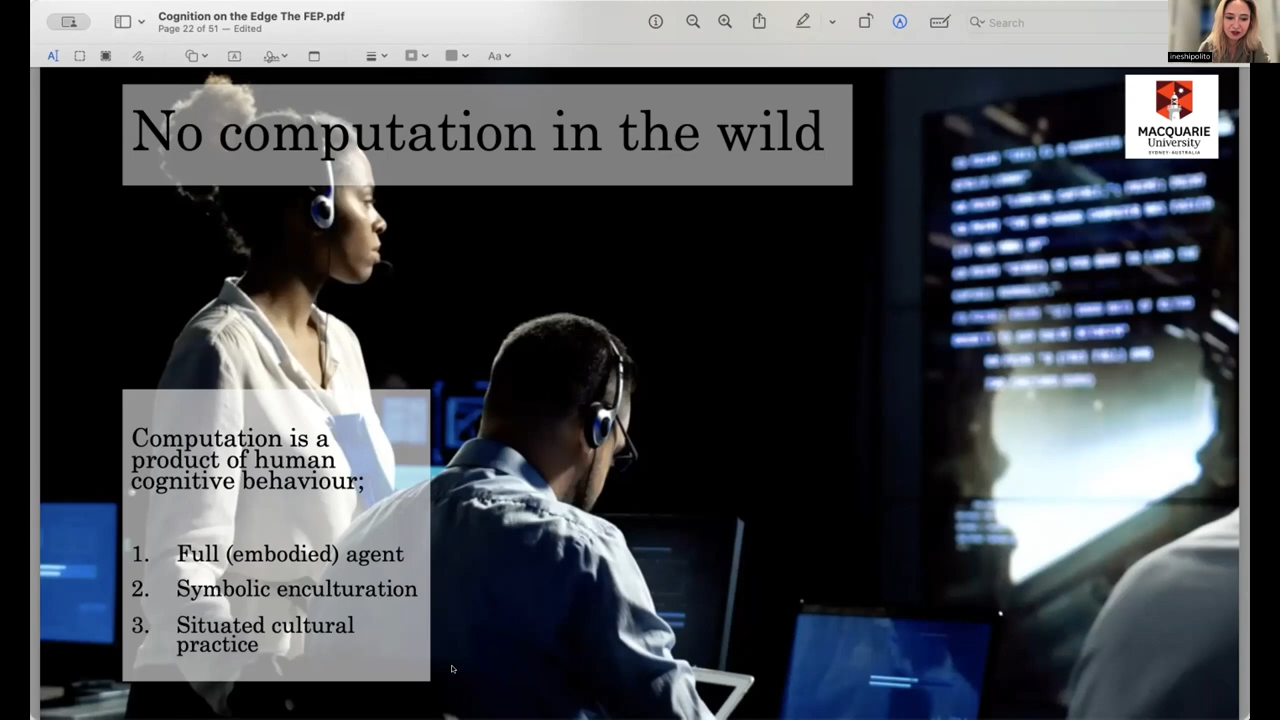 Cognition on the Edge The FEP.pdf
Page 22 of 51 — Edited
Search
ineshipolito
Aa
No computation in the wild
MACQUARIE
University
SYDNEY·AUSTRALIA
Computation is a
product of human
cognitive behaviour;
1. Full (embodied) agent
2. Symbolic enculturation
3. Situated cultural
practice